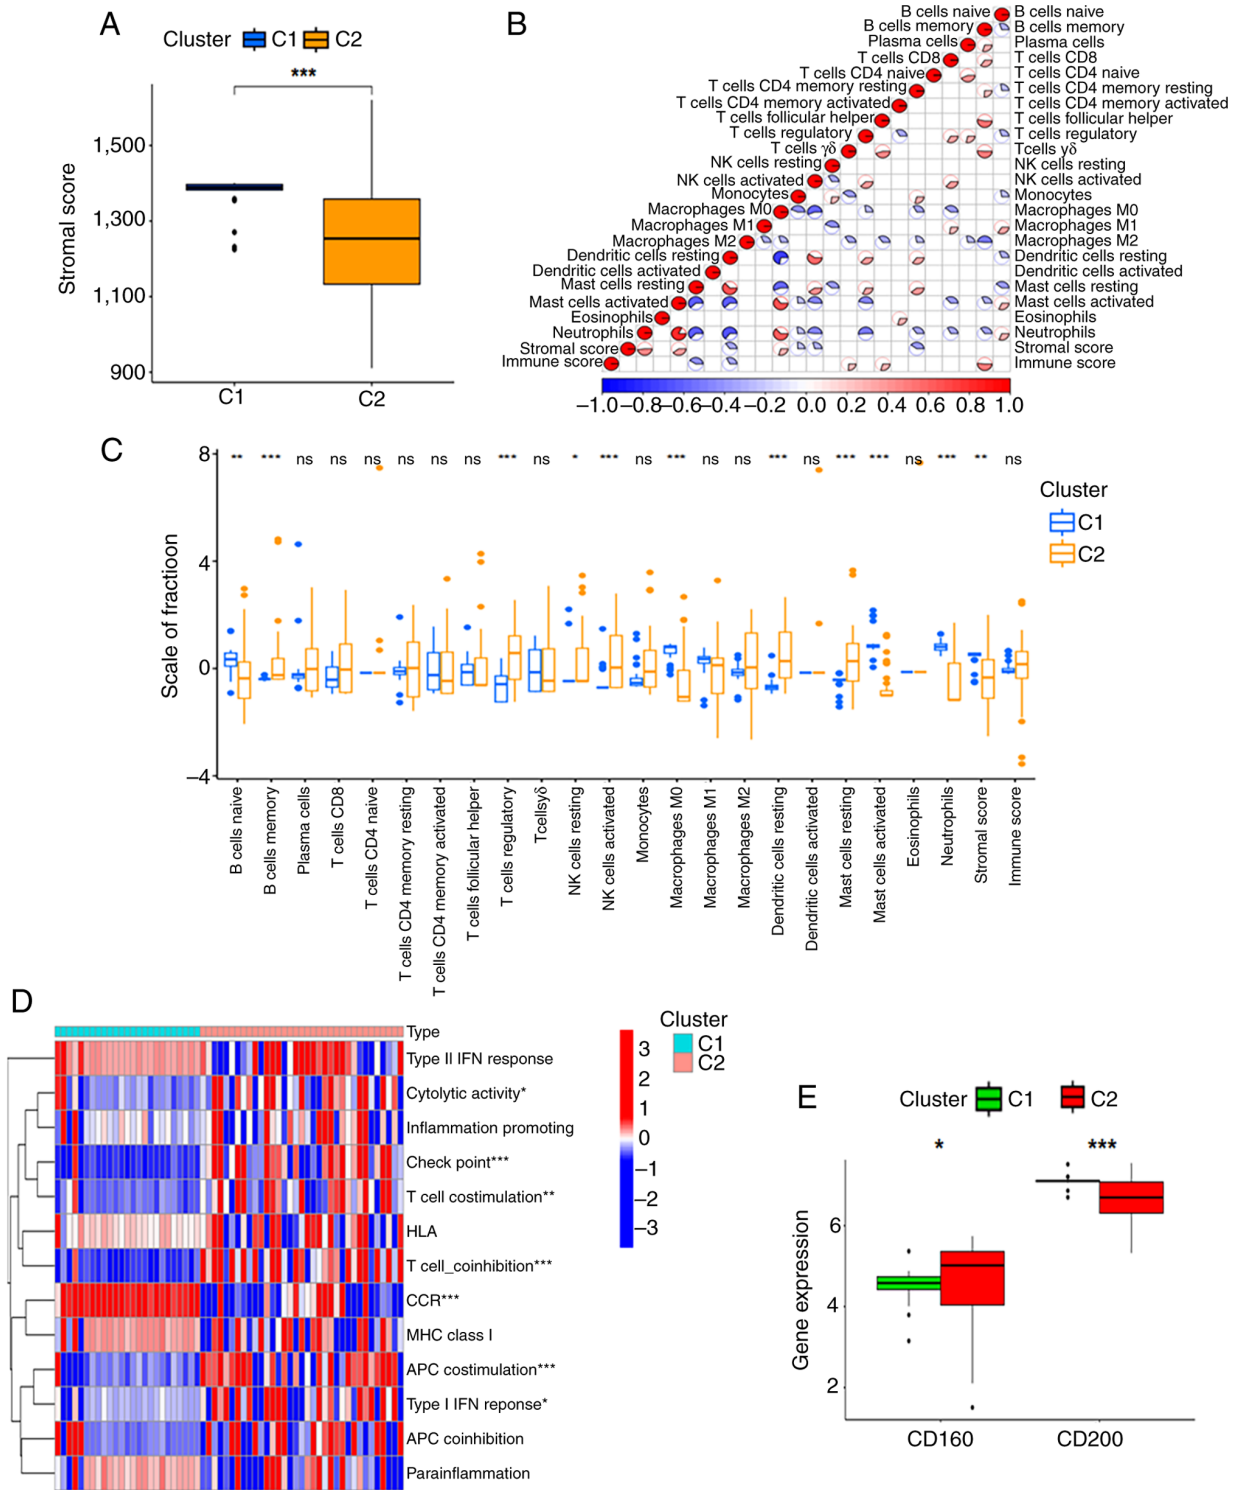 A
Cluster C1 C2
***
Stromal score
1,500
1,300
1,100
900
C1 C2
B
B cells naive B cells naive
B cells memory B cells memory
Plasma cells Plasma cells
T cells CD8 T cells CD8
T cells CD4 naive T cells CD4 naive
T cells CD4 memory resting T cells CD4 memory resting
T cells CD4 memory activated T cells CD4 memory activated
T cells follicular helper T cells follicular helper
T cells regulatory T cells regulatory
T cells γδ Tcells γδ
NK cells resting NK cells resting
NK cells activated NK cells activated
Monocytes Monocytes
Macrophages M0 Macrophages M0
Macrophages M1 Macrophages M1
Macrophages M2 Macrophages M2
Dendritic cells resting Dendritic cells resting
Dendritic cells activated Dendritic cells activated
Mast cells resting Mast cells resting
Mast cells activated Mast cells activated
Eosinophils Eosinophils
Neutrophils Neutrophils
Stromal score Stromal score
Immune score Immune score
−1.0 −0.8 −0.6 −0.4 −0.2 0.0 0.2 0.4 0.6 0.8 1.0
C
** *** ns ns ns ns ns ns *** ns * *** ns *** ns ns *** ns *** *** ns *** ** ns
Scale of fractioon
8
4
0
−4
Cluster
C1
C2
B cells naive
B cells memory
Plasma cells
T cells CD8
T cells CD4 naive
T cells CD4 memory resting
T cells CD4 memory activated
T cells follicular helper
T cells regulatory
Tcellsyδ
NK cells resting
NK cells activated
Monocytes
Macrophages M0
Macrophages M1
Macrophages M2
Dendritic cells resting
Dendritic cells activated
Mast cells resting
Mast cells activated
Eosinophils
Neutrophils
Stromal score
Immune score
D
Type
Type II IFN response
Cytolytic activity*
Inflammation promoting
Check point***
T cell costimulation**
HLA
T cell_coinhibition***
CCR***
MHC class I
APC costimulation***
Type I IFN reponse*
APC coinhibition
Parainflammation
3
2
1
0
−1
−2
−3
Cluster
C1
C2
E
Cluster C1 C2
* ***
Gene expression
6
4
2
CD160 CD200